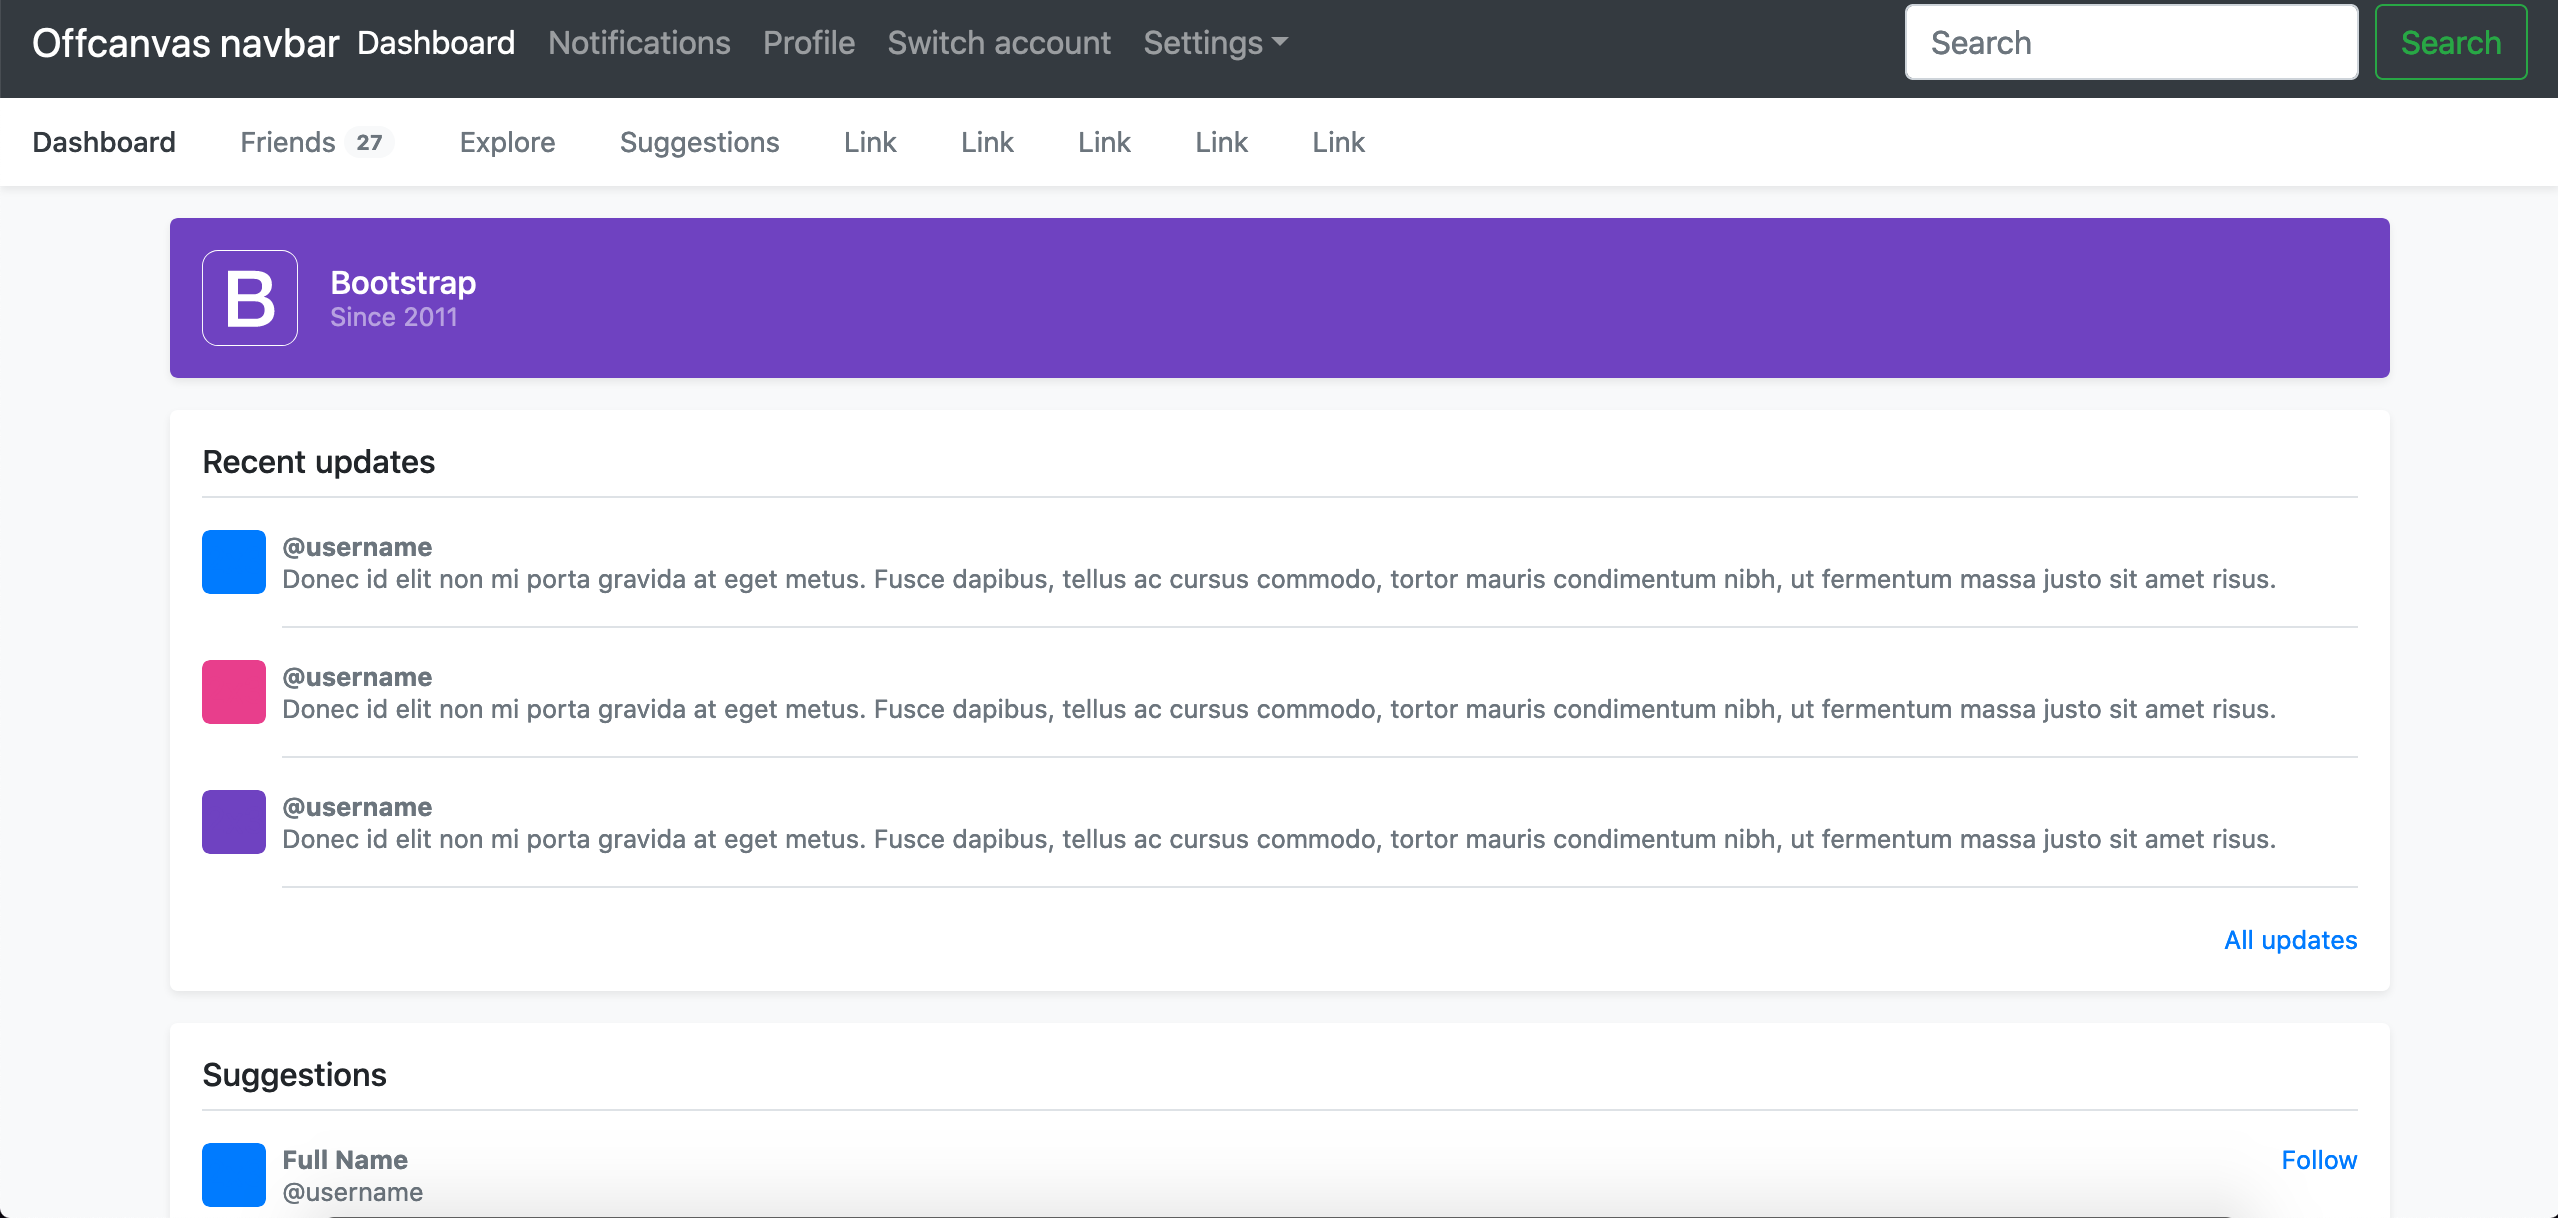 Offcanvas navbar Dashboard Notifications Profile Switch account Settings Search Search
Dashboard Friends 27 Explore Suggestions Link Link Link Link Link
B
Bootstrap
Since 2011
Recent updates
@username
Donec id elit non mi porta gravida at eget metus. Fusce dapibus, tellus ac cursus commodo, tortor mauris condimentum nibh, ut fermentum massa justo sit amet risus.
@username
Donec id elit non mi porta gravida at eget metus. Fusce dapibus, tellus ac cursus commodo, tortor mauris condimentum nibh, ut fermentum massa justo sit amet risus.
@username
Donec id elit non mi porta gravida at eget metus. Fusce dapibus, tellus ac cursus commodo, tortor mauris condimentum nibh, ut fermentum massa justo sit amet risus.
All updates
Suggestions
Full Name Follow
@username